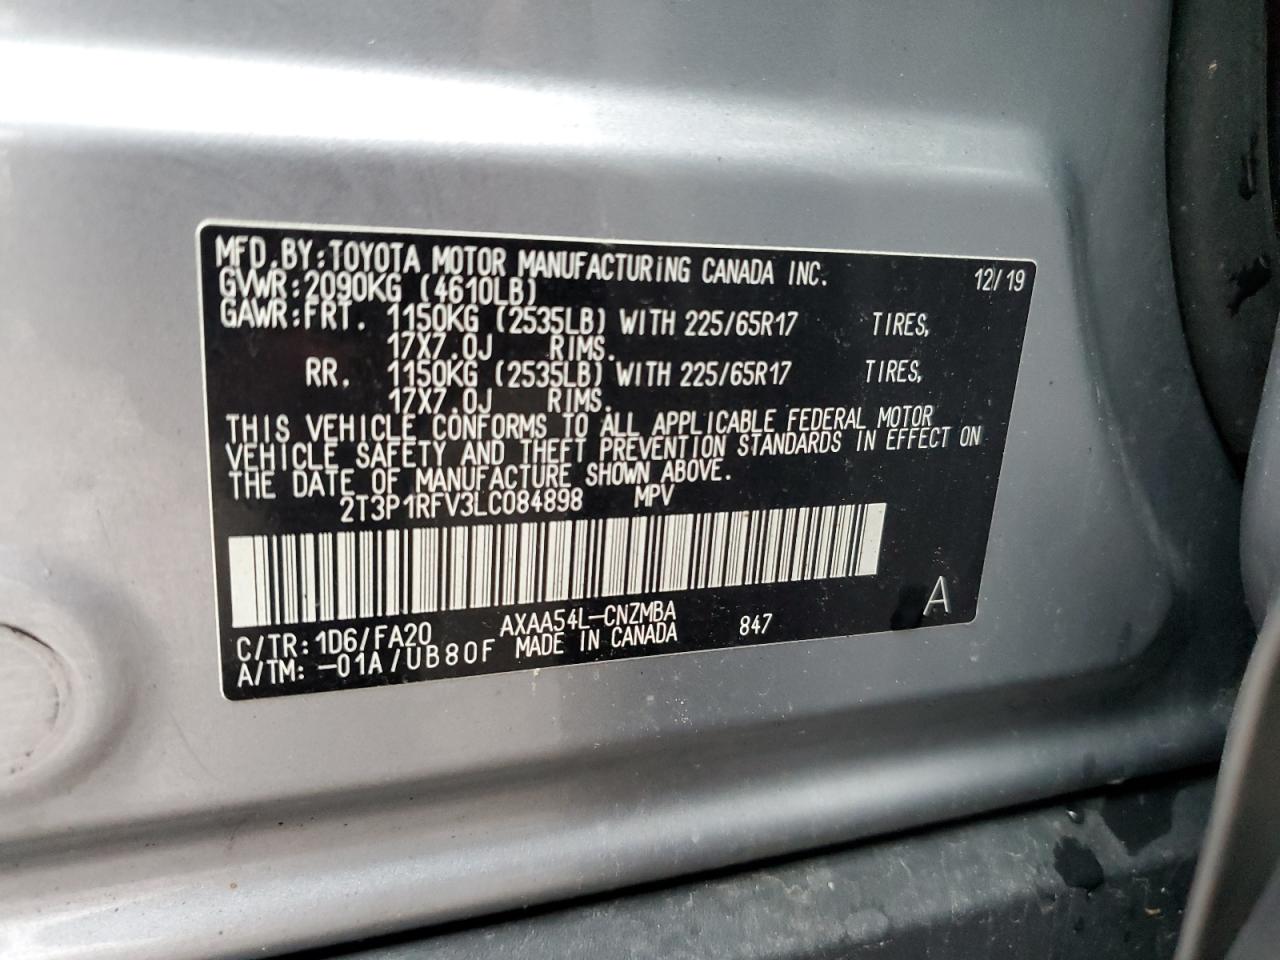 MFD.BY:TOYOTA MOTOR MANUFACTURiNG CANADA INC. 12/19
GVWR:2090KG (4610LB)
GAWR:FRT. 1150KG (2535LB) WITH 225/65R17 TIRES,
17X7.0J RIMS.
RR. 1150KG (2535LB) WITH 225/65R17 TIRES,
17X7.0J RIMS.
THIS VEHICLE CONFORMS TO ALL APPLICABLE FEDERAL MOTOR
VEHICLE SAFETY AND THEFT PREVENTION STANDARDS IN EFFECT ON
THE DATE OF MANUFACTURE SHOWN ABOVE.
2T3P1RFV3LC084898 MPV
A
C/TR:1D6/FA20 AXAA54L-CNZMBA 847
A/TM:-01A/UB80F MADE IN CANADA